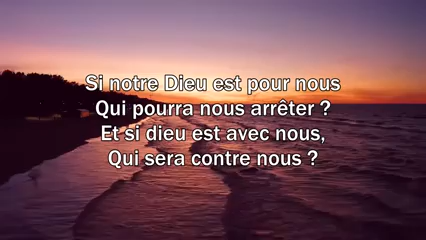 Si notre Dieu est pour nous
Qui pourra nous arrêter ?
Et si dieu est avec nous,
Qui sera contre nous ?